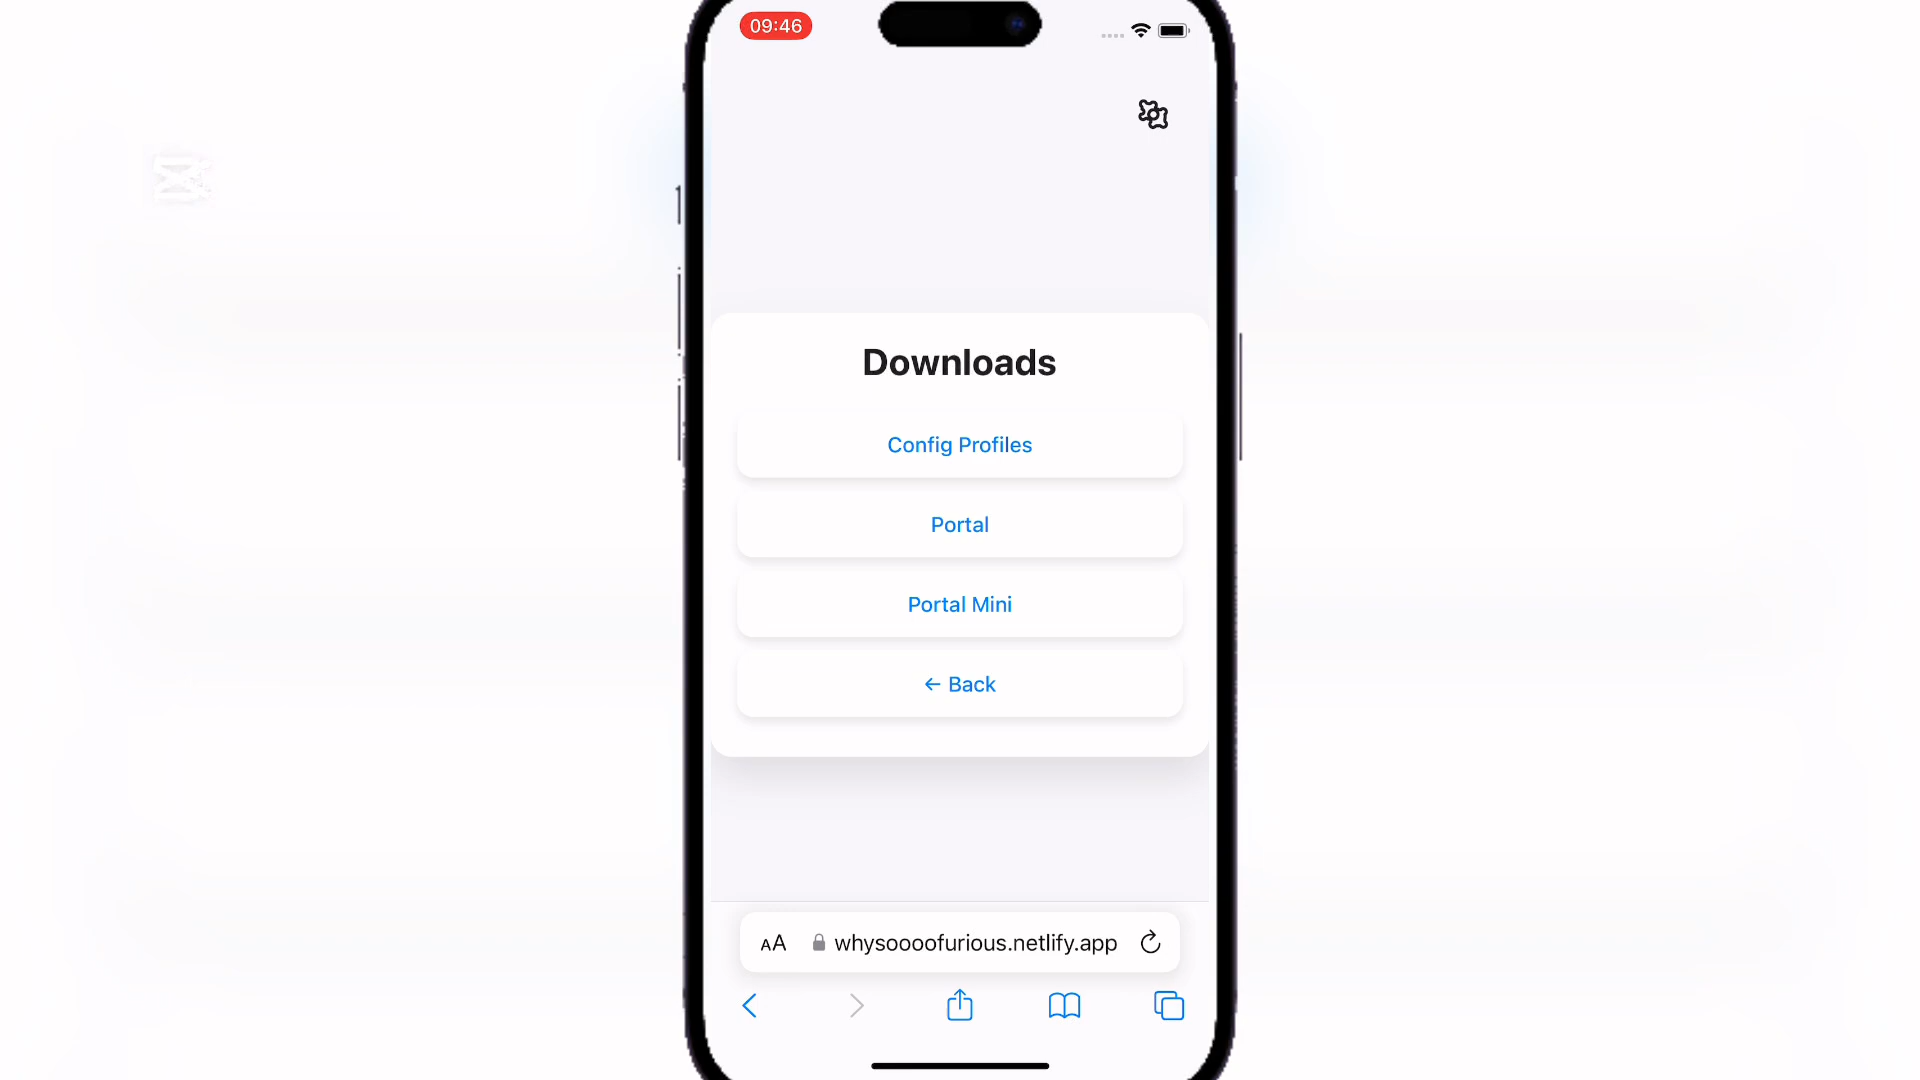 09:46
Downloads
Config Profiles
Portal
Portal Mini
← Back
AA whysoooofurious.netlify.app